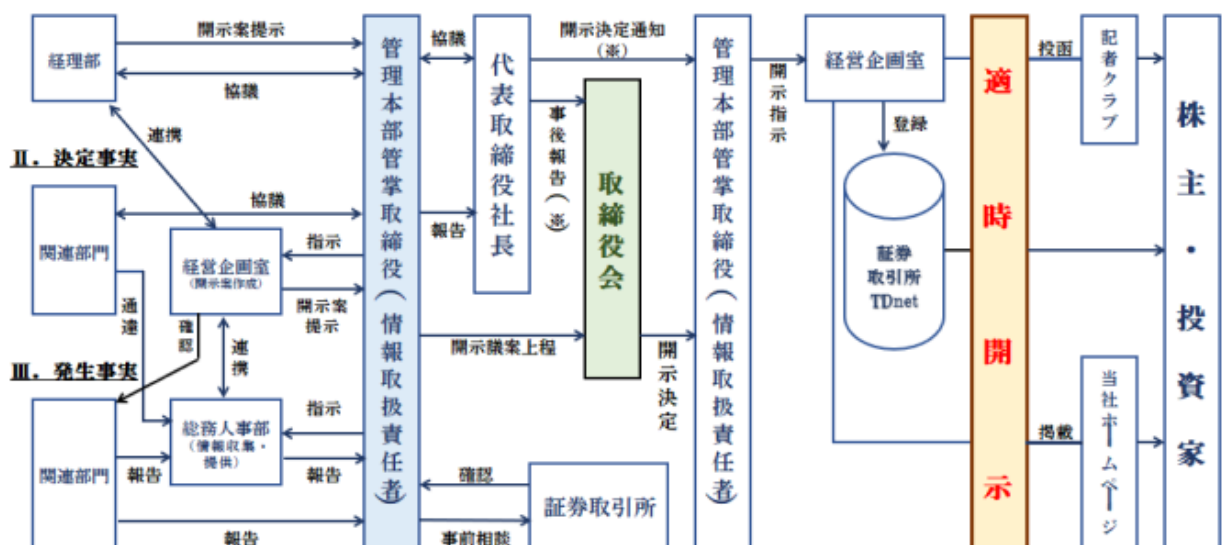 開示案提示
経理部
協議
連携
Ⅱ．決定事実
関連部門
協議
経営企画室
（開示案作成）
指示
開示案
提示
通達
確認
連携
Ⅲ．発生事実
関連部門
報告
総務人事部
（情報収集・
提供）
指示
報告
報告
管理本部管掌取締役（情報取扱責任者）
協議
代表取締役社長
報告
開示決定通知
（※）
事後報告（※）
取締役会
開示議案上程
開示決定
確認
証券取引所
事前相談
管理本部管掌取締役（情報取扱責任者）
開示指示
経営企画室
登録
証券
取引所
TDnet
適時開示
投函
記者クラブ
掲載
当社ホームページ
株主・投資家